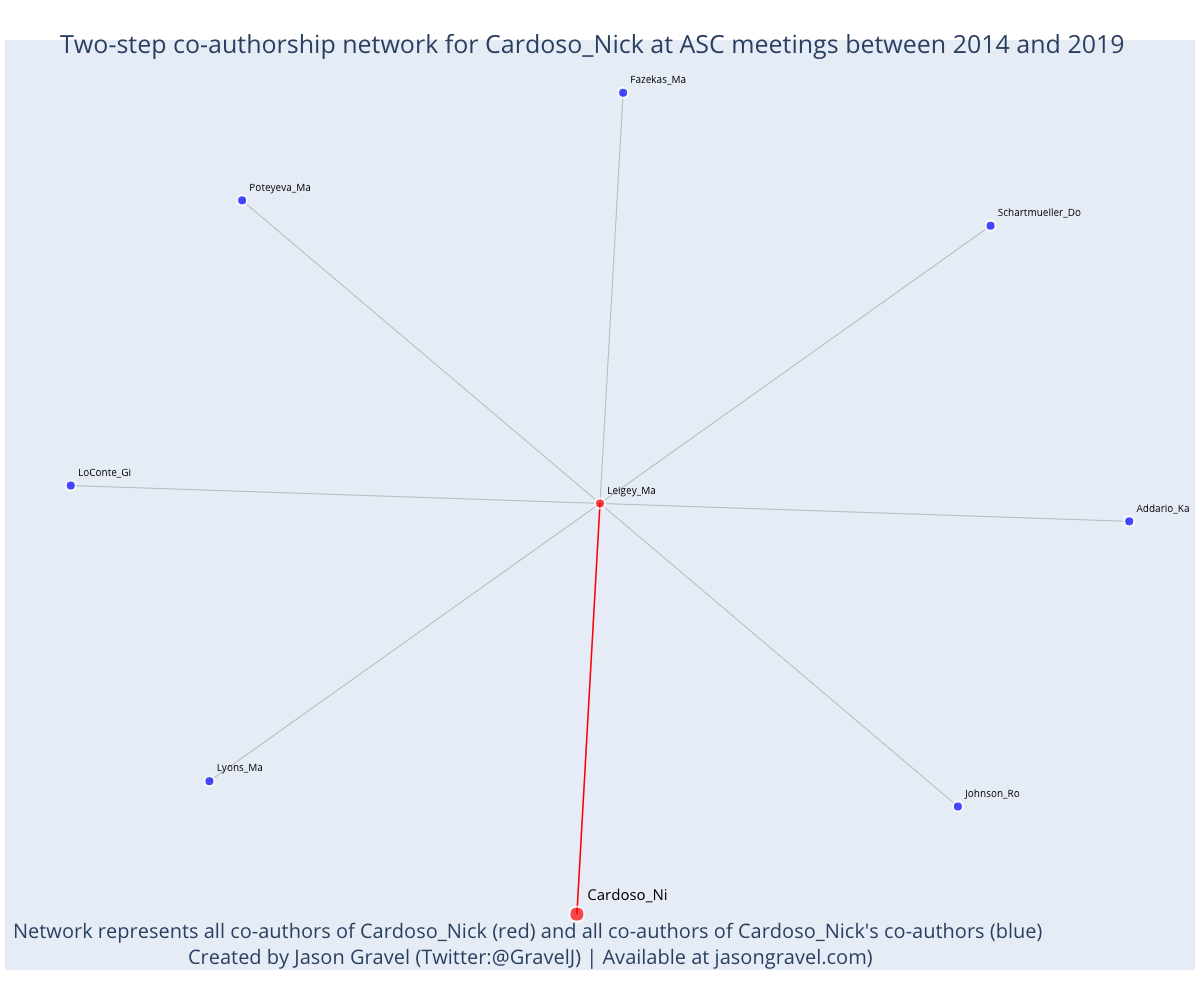 Two-step co-authorship network for Cardoso_Nick at ASC meetings between 2014 and 2019
Fazekas_Ma
Poteyeva_Ma
Schartmueller_Do
LoConte_Gi
Leigey_Ma
Addario_Ka
Lyons_Ma
Johnson_Ro
Cardoso_Ni
Network represents all co-authors of Cardoso_Nick (red) and all co-authors of Cardoso_Nick's co-authors (blue)
Created by Jason Gravel (Twitter:@GravelJ) | Available at jasongravel.com)